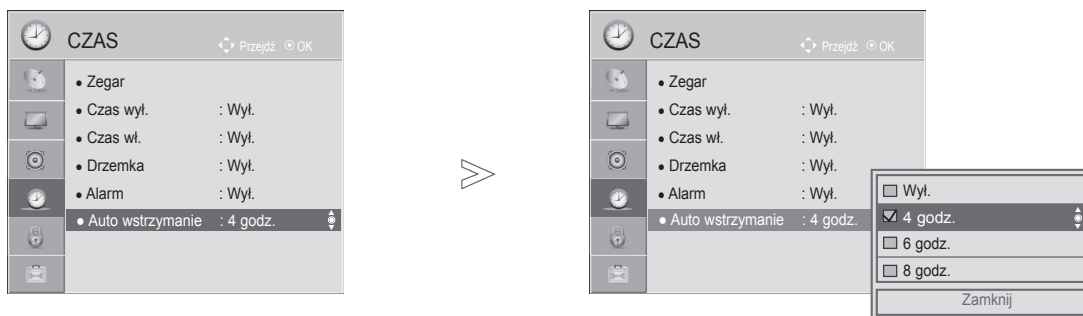 CZAS
Przejdź OK
• Zegar
• Czas wył. : Wył.
• Czas wł. : Wył.
• Drzemka : Wył.
• Alarm : Wył.
• Auto wstrzymanie : 4 godz.
CZAS
Przejdź OK
• Zegar
• Czas wył. : Wył.
• Czas wł. : Wył.
• Drzemka : Wył.
• Alarm : Wył.
• Auto wstrzymanie : 4 godz.
Wył.
4 godz.
6 godz.
8 godz.
Zamknij